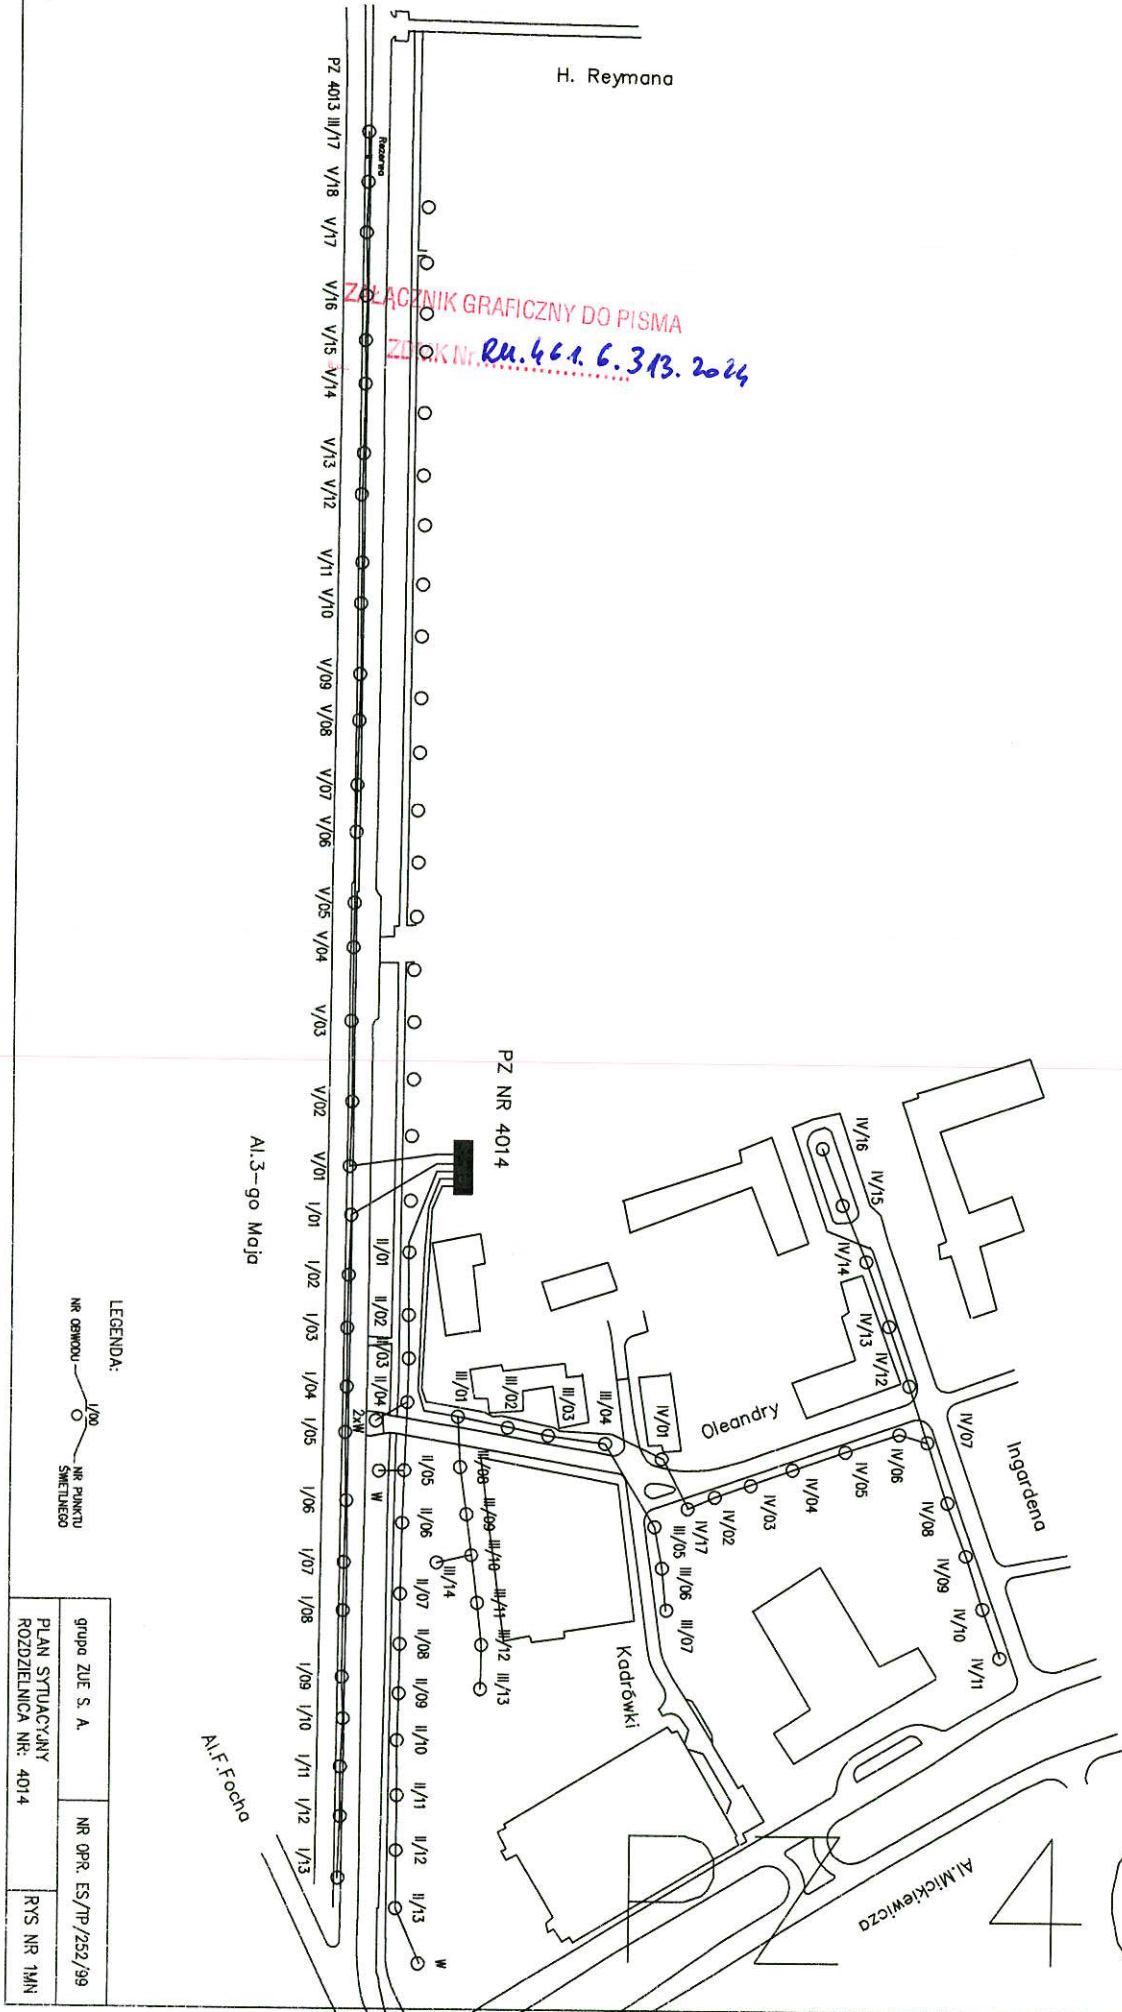 H. Reymana
PZ 4013 III/17
Rezerwa
V/18
V/17
V/16
V/15
V/14
V/13
V/12
V/11
V/10
V/09
V/08
V/07
V/06
V/05
V/04
V/03
V/02
V/01
I/01
I/02
I/03
I/04
I/05
I/06
I/07
I/08
I/09
I/10
I/11
I/12
I/13
ZAŁĄCZNIK GRAFICZNY DO PISMA
ZDMK Nr RU.461.6.313.2024
PZ NR 4014
Al.3-go Maja
II/01
II/02
II/03
II/04
2xW
W
II/05
II/06
II/07
II/08
II/09
II/10
II/11
II/12
II/13
W
III/01
III/02
III/03
III/04
III/05
III/06
III/07
III/08
III/09
III/10
III/11
III/12
III/13
III/14
IV/01
IV/17
IV/02
IV/03
IV/04
IV/05
IV/06
IV/07
IV/08
IV/09
IV/10
IV/11
IV/12
IV/13
IV/14
IV/15
IV/16
Oleandry
Ingardena
Kadrówki
Al.Mickiewicza
Al.F.Focha
PZ 40
LEGENDA:
I/00
NR OBWODU
NR PUNKTU
ŚWIETLNEGO
grupa ZUE S. A.
NR OPR. ES/TP/252/99
PLAN SYTUACYJNY
ROZDZIELNICA NR: 4014
RYS NR 1MN